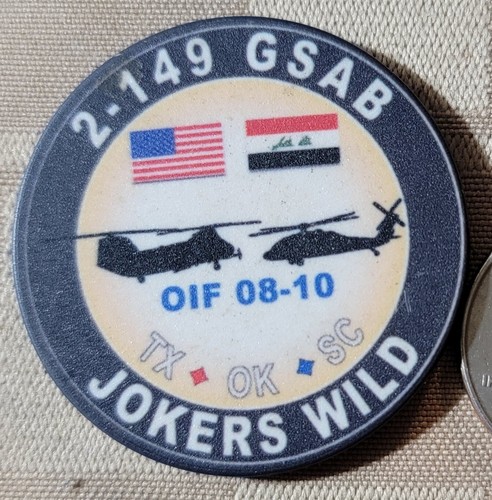 2-149 GSAB
OIF 08-10
TX ♦ OK ♦ SC
JOKERS WILD